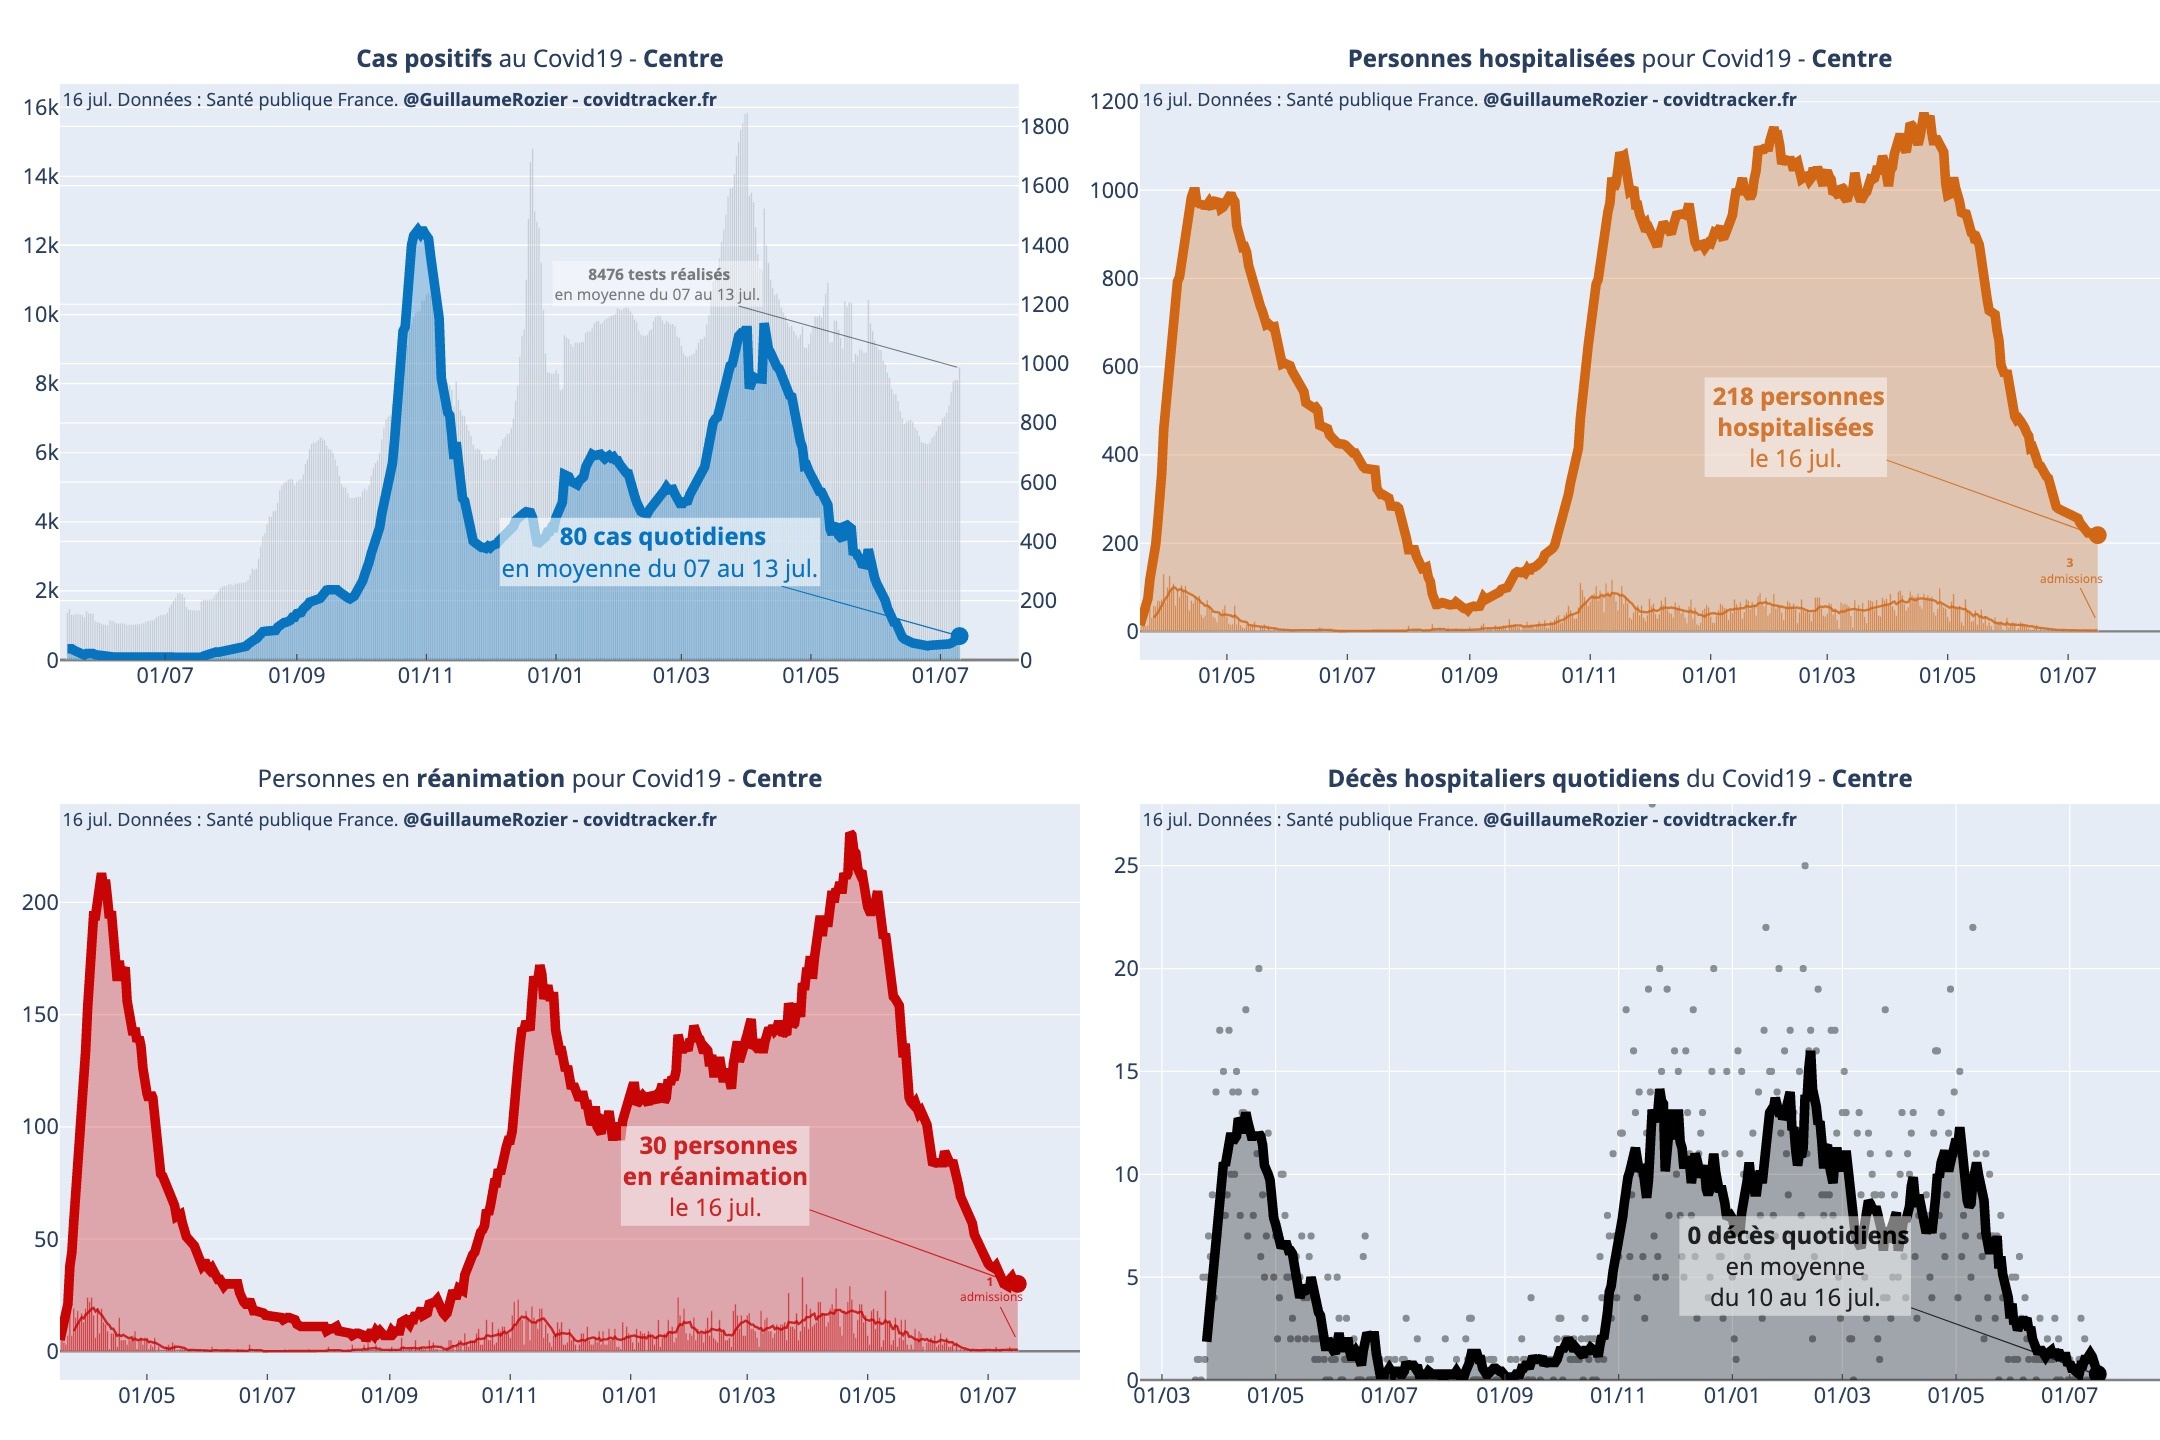 Cas positifs au Covid19 - Centre
16 jul. Données : Santé publique France. @GuillaumeRozier - covidtracker.fr
16k
14k
12k
10k
8k
6k
4k
2k
0
1800
1600
1400
1200
1000
800
600
400
200
0
8476 tests réalisés
en moyenne du 07 au 13 jul.
80 cas quotidiens
en moyenne du 07 au 13 jul.
01/07 01/09 01/11 01/01 01/03 01/05 01/07
Personnes hospitalisées pour Covid19 - Centre
16 jul. Données : Santé publique France. @GuillaumeRozier - covidtracker.fr
1200
1000
800
600
400
200
0
218 personnes
hospitalisées
le 16 jul.
3
admissions
01/05 01/07 01/09 01/11 01/01 01/03 01/05 01/07
Personnes en réanimation pour Covid19 - Centre
16 jul. Données : Santé publique France. @GuillaumeRozier - covidtracker.fr
200
150
100
50
0
30 personnes
en réanimation
le 16 jul.
1
admissions
01/05 01/07 01/09 01/11 01/01 01/03 01/05 01/07
Décès hospitaliers quotidiens du Covid19 - Centre
16 jul. Données : Santé publique France. @GuillaumeRozier - covidtracker.fr
25
20
15
10
5
0
0 décès quotidiens
en moyenne
du 10 au 16 jul.
01/03 01/05 01/07 01/09 01/11 01/01 01/03 01/05 01/07